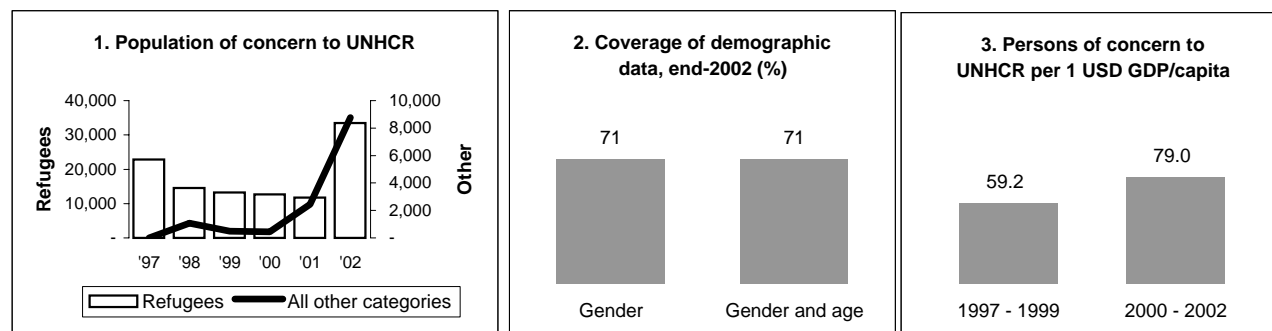 1. Population of concern to UNHCR
40,000
30,000
20,000
10,000
-
Refugees
10,000
8,000
6,000
4,000
2,000
-
Other
'97 '98 '99 '00 '01 '02
Refugees All other categories
2. Coverage of demographic
data, end-2002 (%)
71 71
Gender Gender and age
3. Persons of concern to
UNHCR per 1 USD GDP/capita
59.2
79.0
1997 - 1999 2000 - 2002